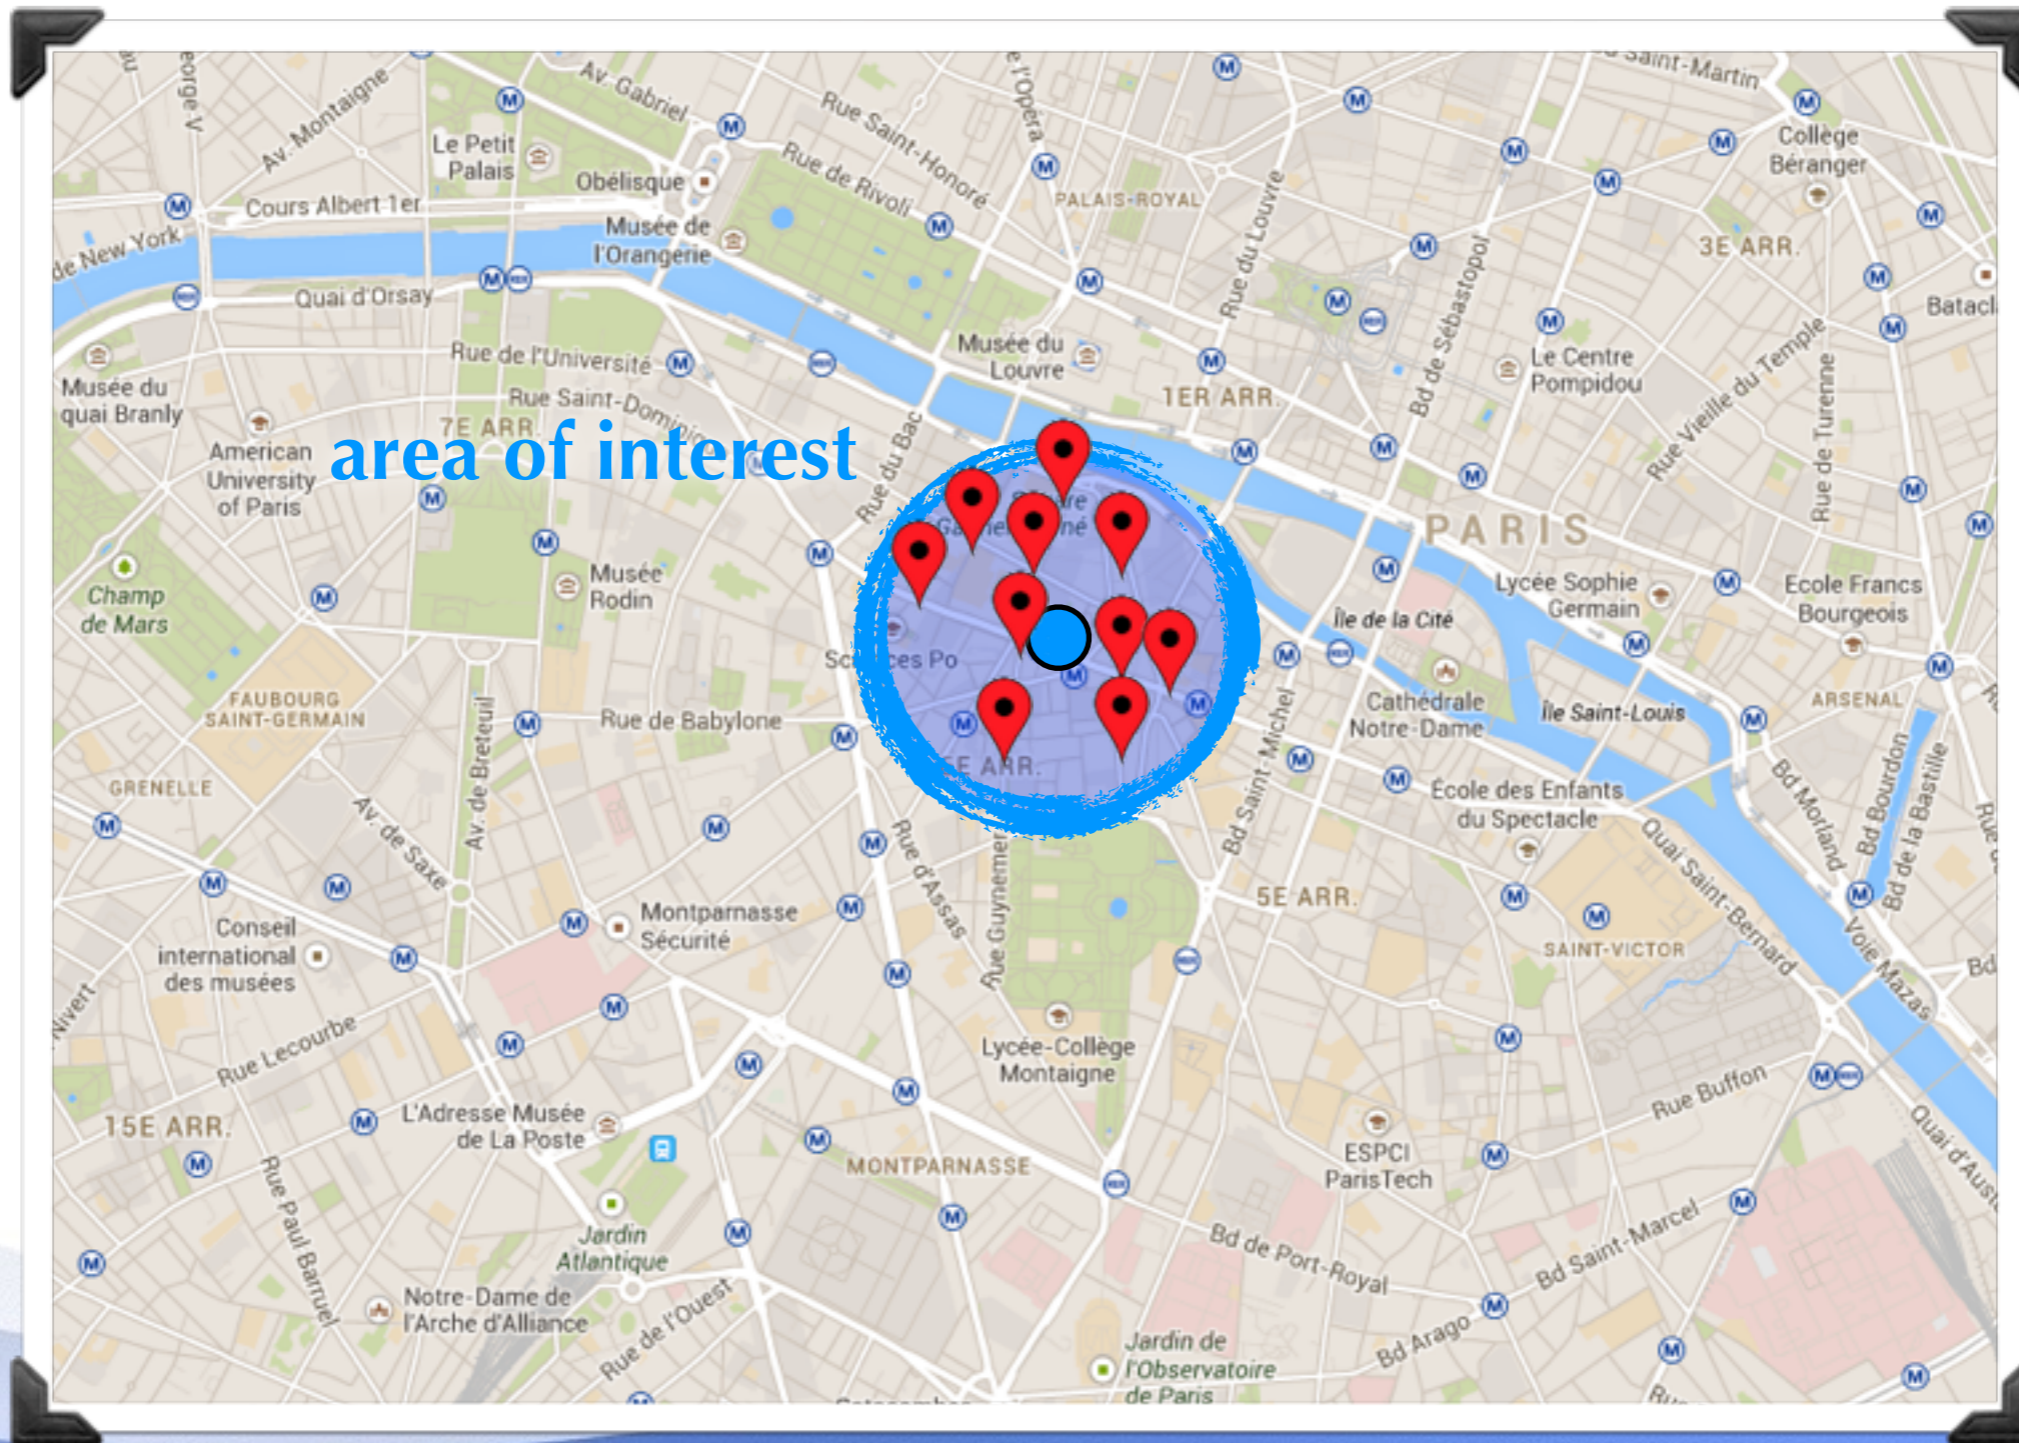 Av. Montaigne
Av. Gabriel
Le Petit
Palais
Obélisque
Rue Saint-Honoré
Rue de Rivoli
PALAIS-ROYAL
Saint-Martin
Collège
Béranger
3E ARR.
Cours Albert 1er
de New York
Musée de
l'Orangerie
Quai d'Orsay
Rue du Louvre
Bd de Sébastopol
Rue de l'Université
Musée du
Louvre
Le Centre
Pompidou
Rue Vieille du Temple
Rue de Turenne
Musée du
quai Branly
Rue Saint-Dominic
1ER ARR.
7E ARR.
area of interest
American
University
of Paris
Rue du Bac
PARIS
Champ
de Mars
Musée
Rodin
Lycée Sophie
Germain
Ecole Francs
Bourgeois
Île de la Cité
Cathédrale
Notre-Dame
Île Saint-Louis
ARSENAL
FAUBOURG
SAINT-GERMAIN
Rue de Babylone
Av. de Breteuil
E ARR.
Bd Saint-Michel
École des Enfants
du Spectacle
Bd Morland
Bd Bourdon
Bd de la Bastille
GRENELLE
Av. de Saxe
Rue d'Assas
Rue Guynemer
5E ARR.
Quai Saint-Bernard
SAINT-VICTOR
Voie Mazas
Bd
Conseil
international
des musées
Montparnasse
Sécurité
Rue Lecourbe
Lycée-Collège
Montaigne
Rue Buffon
15E ARR.
L'Adresse Musée
de La Poste
MONTPARNASSE
ESPCI
ParisTech
Rue Paul Barruel
Jardin
Atlantique
Bd de Port-Royal
Bd Saint-Marcel
Notre-Dame de
l'Arche d'Alliance
Rue de l'Ouest
Bd Arago
Jardin de
l'Observatoire
de Paris